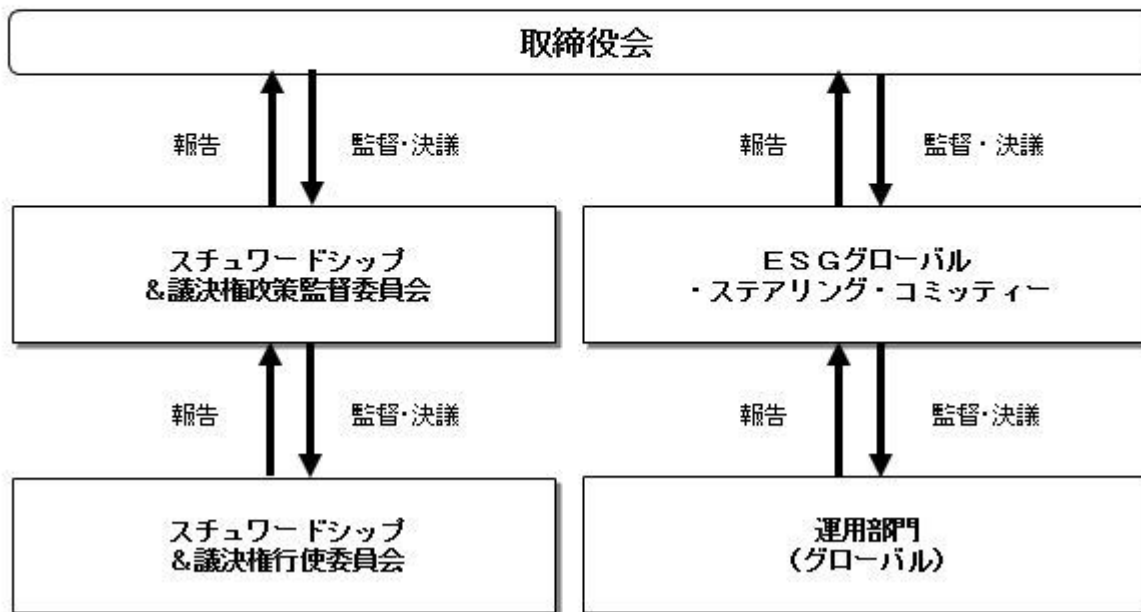 取締役会
報告
監督・決議
報告
監督・決議
スチュワードシップ
&議決権政策監督委員会
ESGグローバル
・ステアリング・コミッティー
報告
監督・決議
報告
監督・決議
スチュワードシップ
&議決権行使委員会
運用部門
(グローバル)